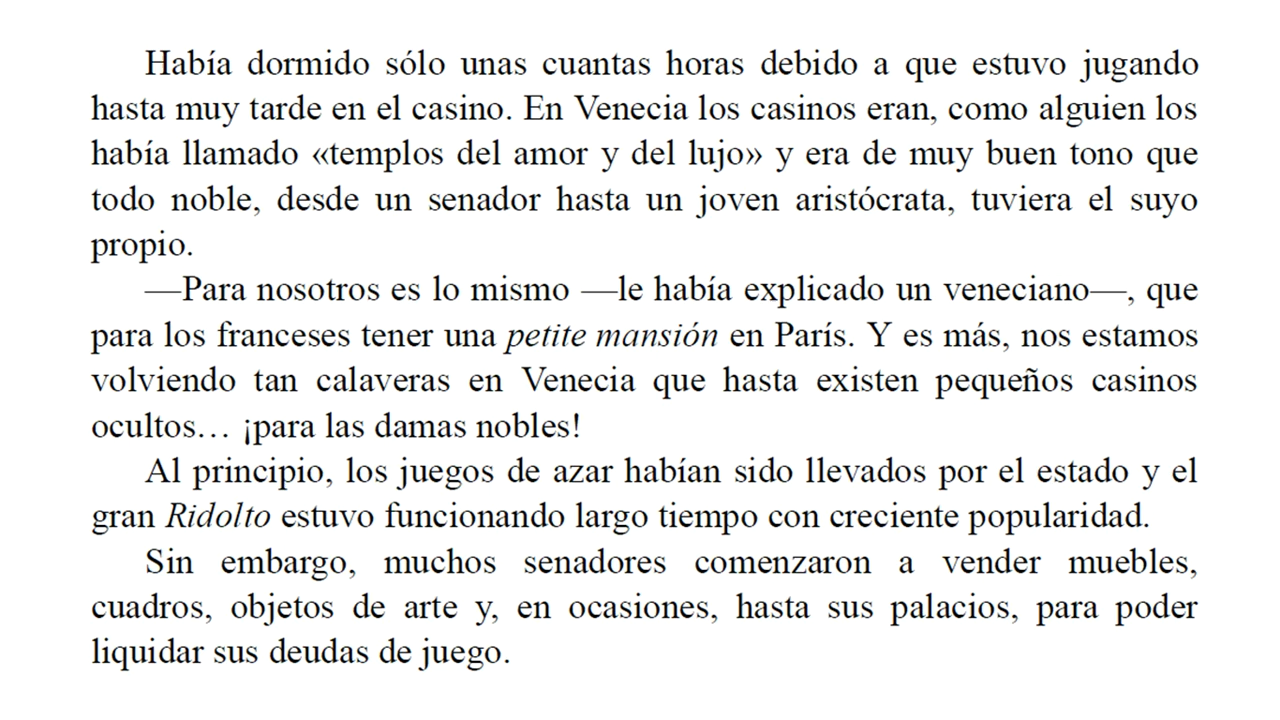 Había dormido sólo unas cuantas horas debido a que estuvo jugando
hasta muy tarde en el casino. En Venecia los casinos eran, como alguien los
había llamado «templos del amor y del lujo» y era de muy buen tono que
todo noble, desde un senador hasta un joven aristócrata, tuviera el suyo
propio.
—Para nosotros es lo mismo —le había explicado un veneciano—, que
para los franceses tener una petite mansión en París. Y es más, nos estamos
volviendo tan calaveras en Venecia que hasta existen pequeños casinos
ocultos… ¡para las damas nobles!
Al principio, los juegos de azar habían sido llevados por el estado y el
gran Ridolto estuvo funcionando largo tiempo con creciente popularidad.
Sin embargo, muchos senadores comenzaron a vender muebles,
cuadros, objetos de arte y, en ocasiones, hasta sus palacios, para poder
liquidar sus deudas de juego.